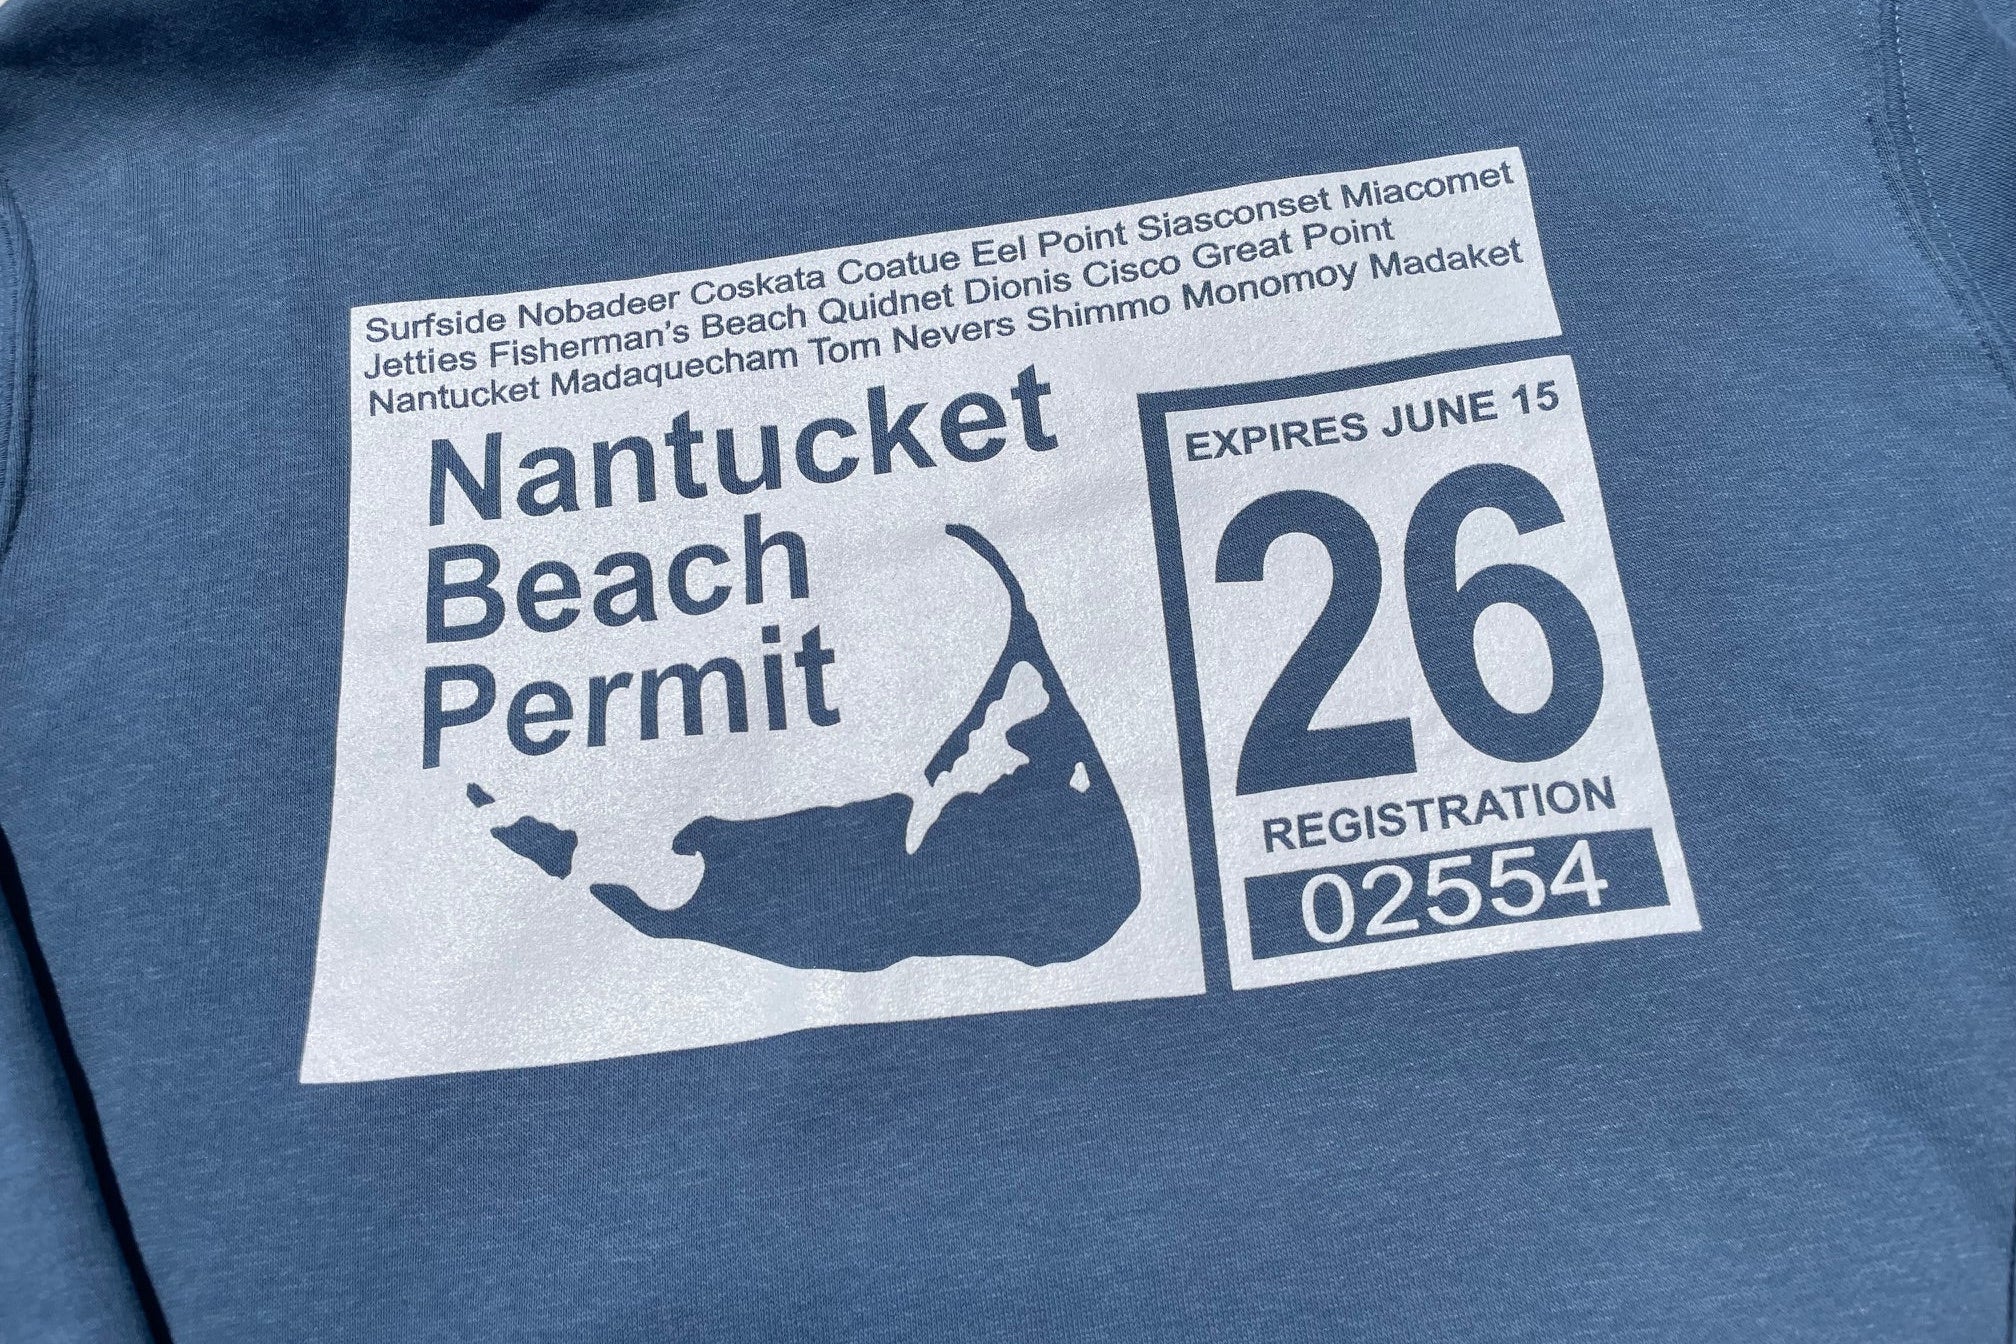 Surfside Nobadeer Coskata Coatue Eel Point Siasconset Miacomet
Jetties Fisherman's Beach Quidnet Dionis Cisco Great Point
Nantucket Madaquecham Tom Nevers Shimmo Monomoy Madaket
Nantucket
Beach
Permit
EXPIRES JUNE 15
26
REGISTRATION
02554